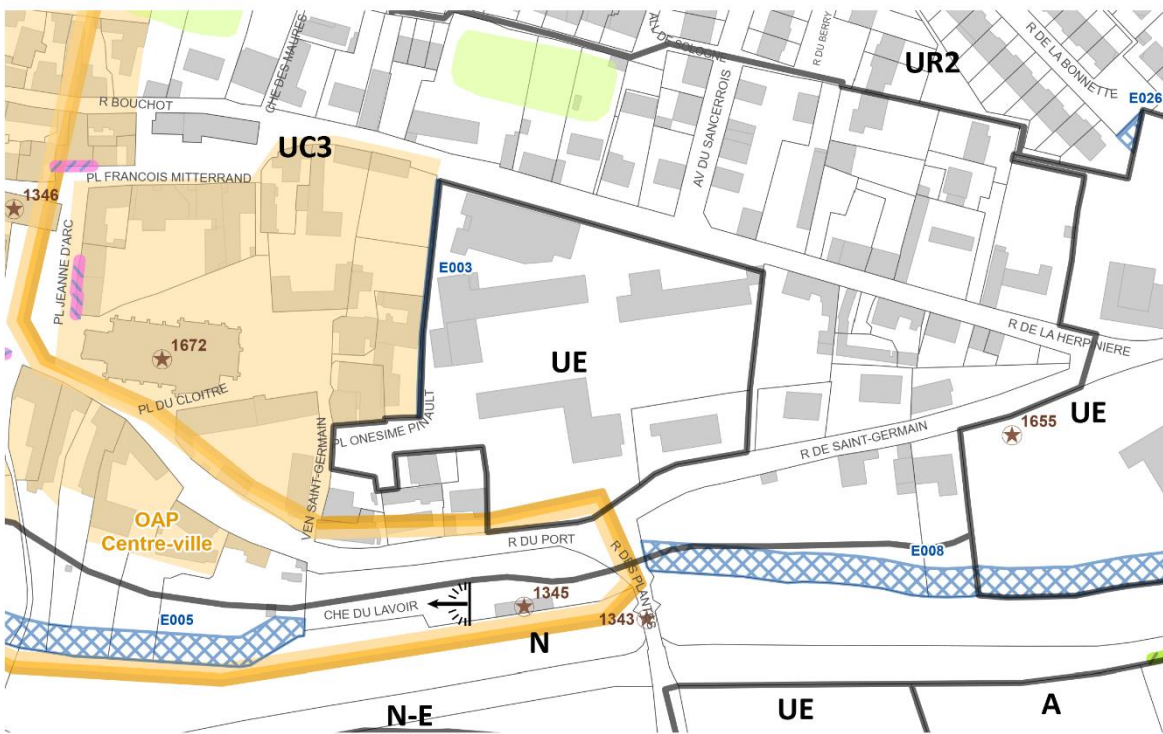 AV DE SOLOGNE
R DU BERRY
UR2
R DE LA BONNETTE
E026
CHE DES MAURES
R BOUCHOT
UC3
AV DU SANCERROIS
PL FRANCOIS MITTERRAND
1346
PL JEANNE D'ARC
E003
R DE LA HERPINIERE
1672
PL DU CLOITRE
UE
UE
1655
PL ONESIME PINAULT
R DE SAINT-GERMAIN
VEN SAINT-GERMAIN
OAP
Centre-ville
R DU PORT
R DES PLANTES
E008
1345
CHE DU LAVOIR
E005
1343
N
N-E
UE
A